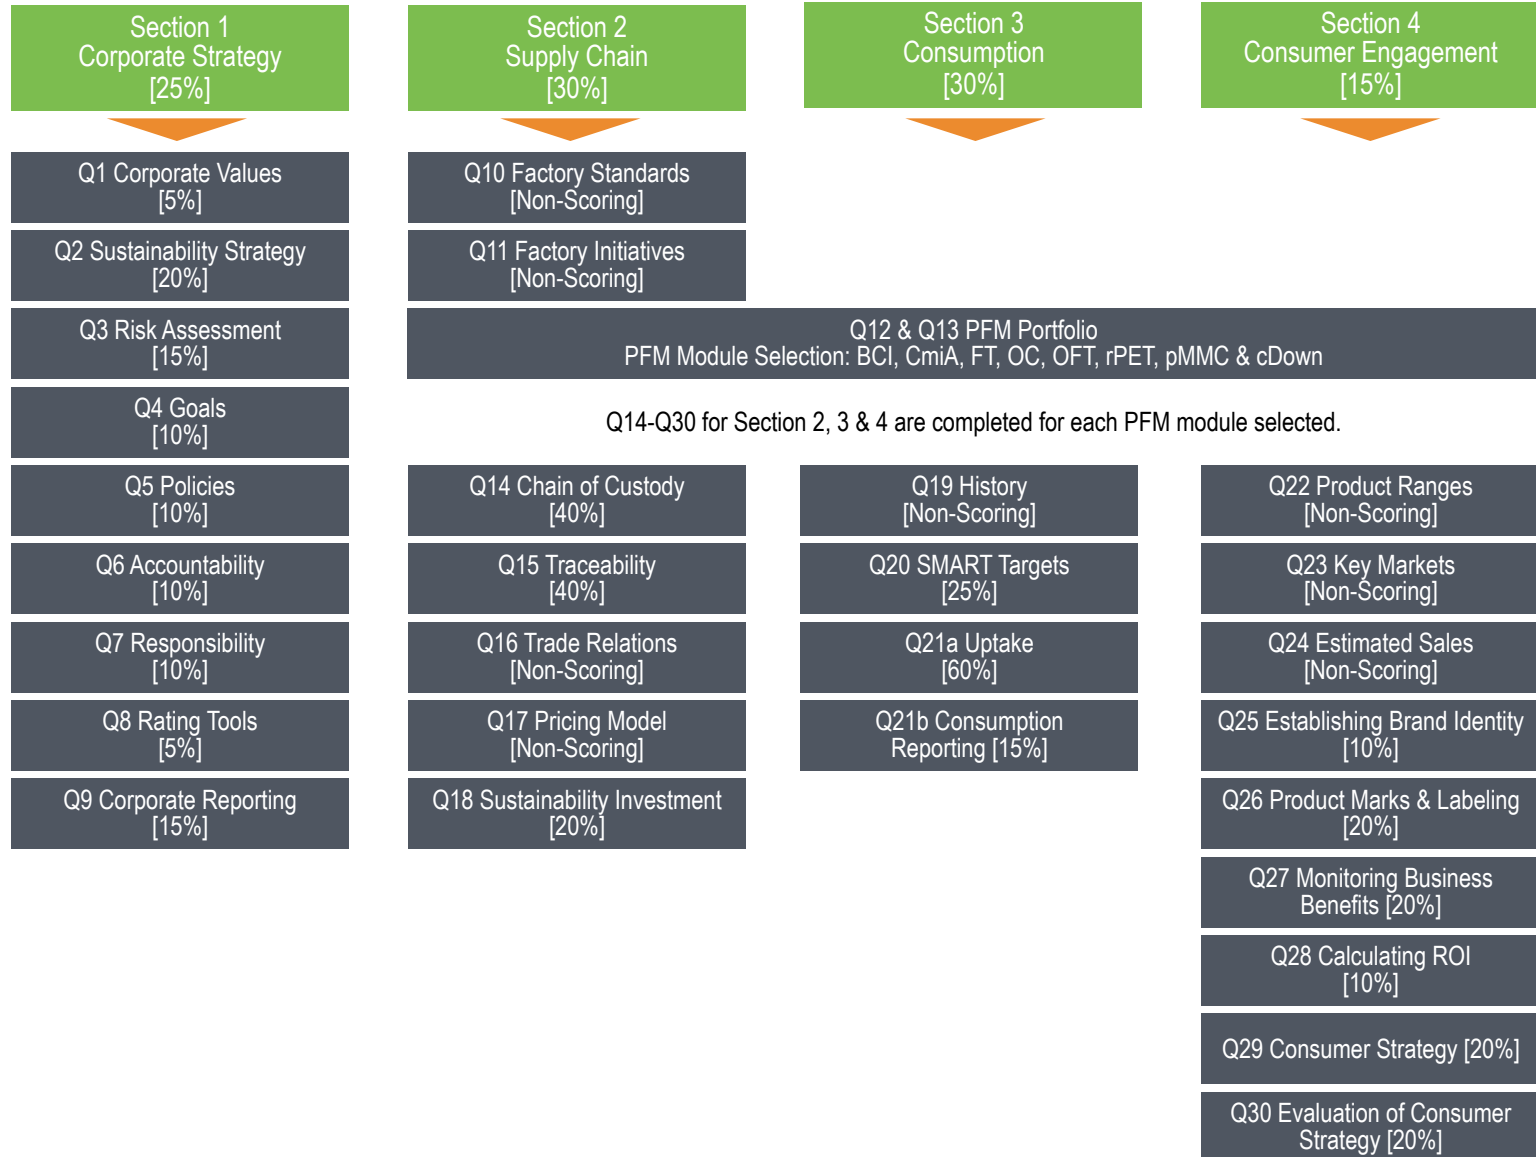 Section 1
Corporate Strategy
[25%]
Q1 Corporate Values
[5%]
Q2 Sustainability Strategy
[20%]
Q3 Risk Assessment
[15%]
Q4 Goals
[10%]
Q5 Policies
[10%]
Q6 Accountability
[10%]
Q7 Responsibility
[10%]
Q8 Rating Tools
[5%]
Q9 Corporate Reporting
[15%]
Section 2
Supply Chain
[30%]
Q10 Factory Standards
[Non-Scoring]
Q11 Factory Initiatives
[Non-Scoring]
Section 3
Consumption
[30%]
Section 4
Consumer Engagement
[15%]
Q12 & Q13 PFM Portfolio
PFM Module Selection: BCI, CmiA, FT, OC, OFT, rPET, pMMC & cDown
Q14-Q30 for Section 2, 3 & 4 are completed for each PFM module selected.
Q14 Chain of Custody
[40%]
Q15 Traceability
[40%]
Q16 Trade Relations
[Non-Scoring]
Q17 Pricing Model
[Non-Scoring]
Q18 Sustainability Investment
[20%]
Q19 History
[Non-Scoring]
Q20 SMART Targets
[25%]
Q21a Uptake
[60%]
Q21b Consumption
Reporting [15%]
Q22 Product Ranges
[Non-Scoring]
Q23 Key Markets
[Non-Scoring]
Q24 Estimated Sales
[Non-Scoring]
Q25 Establishing Brand Identity
[10%]
Q26 Product Marks & Labeling
[20%]
Q27 Monitoring Business
Benefits [20%]
Q28 Calculating ROI
[10%]
Q29 Consumer Strategy [20%]
Q30 Evaluation of Consumer
Strategy [20%]